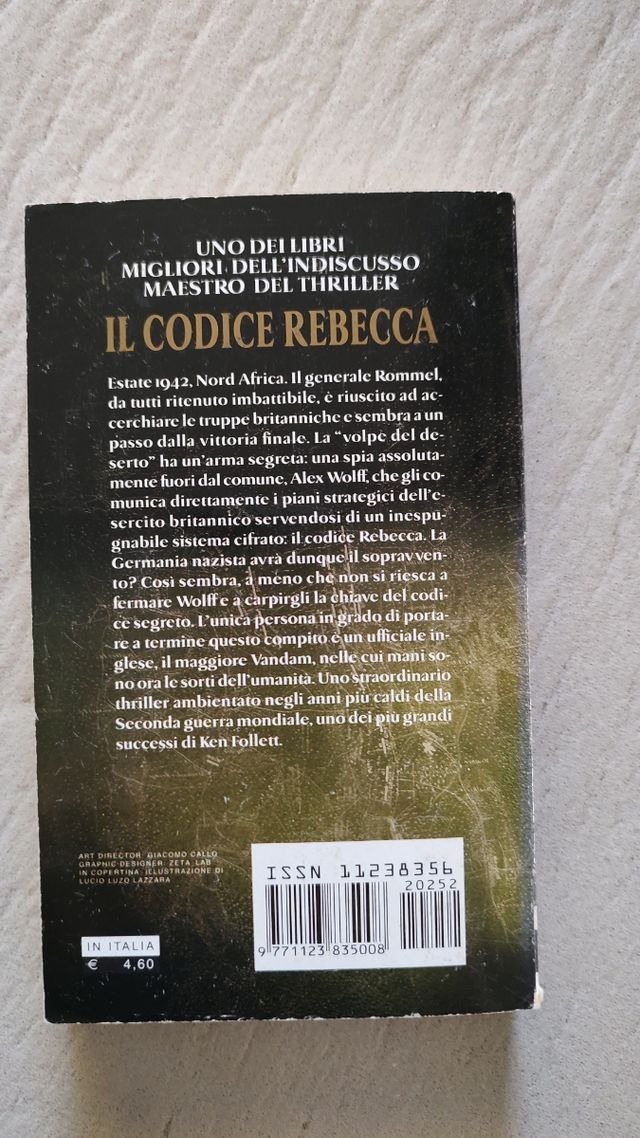 UNO DEI LIBRI
MIGLIORI DELL'INDISCUSSO
MAESTRO DEL THRILLER
IL CODICE REBECCA
Estate 1942, Nord Africa. Il generale Rommel,
da tutti ritenuto imbattibile, è riuscito ad ac-
cerchiare le truppe britanniche e sembra a un
passo dalla vittoria finale. La "volpe del de-
serto" ha un'arma segreta: una spia assoluta-
mente fuori dal comune, Alex Wolff, che gli co-
munica direttamente i piani strategici dell'e-
sercito britannico servendosi di un inespu-
gnabile sistema cifrato: il codice Rebecca. La
Germania nazista avrà dunque il sopravven-
to? Così sembra, a meno che non si riesca a
fermare Wolff e a carpirgli la chiave del codi-
ce segreto. L'unica persona in grado di porta-
re a termine questo compito è un ufficiale in-
glese, il maggiore Vandam, nelle cui mani so-
no ora le sorti dell'umanità. Uno straordinario
thriller ambientato negli anni più caldi della
Seconda guerra mondiale, uno dei più grandi
successi di Ken Follett.
ART DIRECTOR: GIACOMO CALLO
GRAPHIC DESIGNER: ZETA LAB
IN COPERTINA: ILLUSTRAZIONE DI
LUCIO LUZO LAZZARA
ISSN 11238356
20252
9 771123 835008
IN ITALIA
€ 4,60